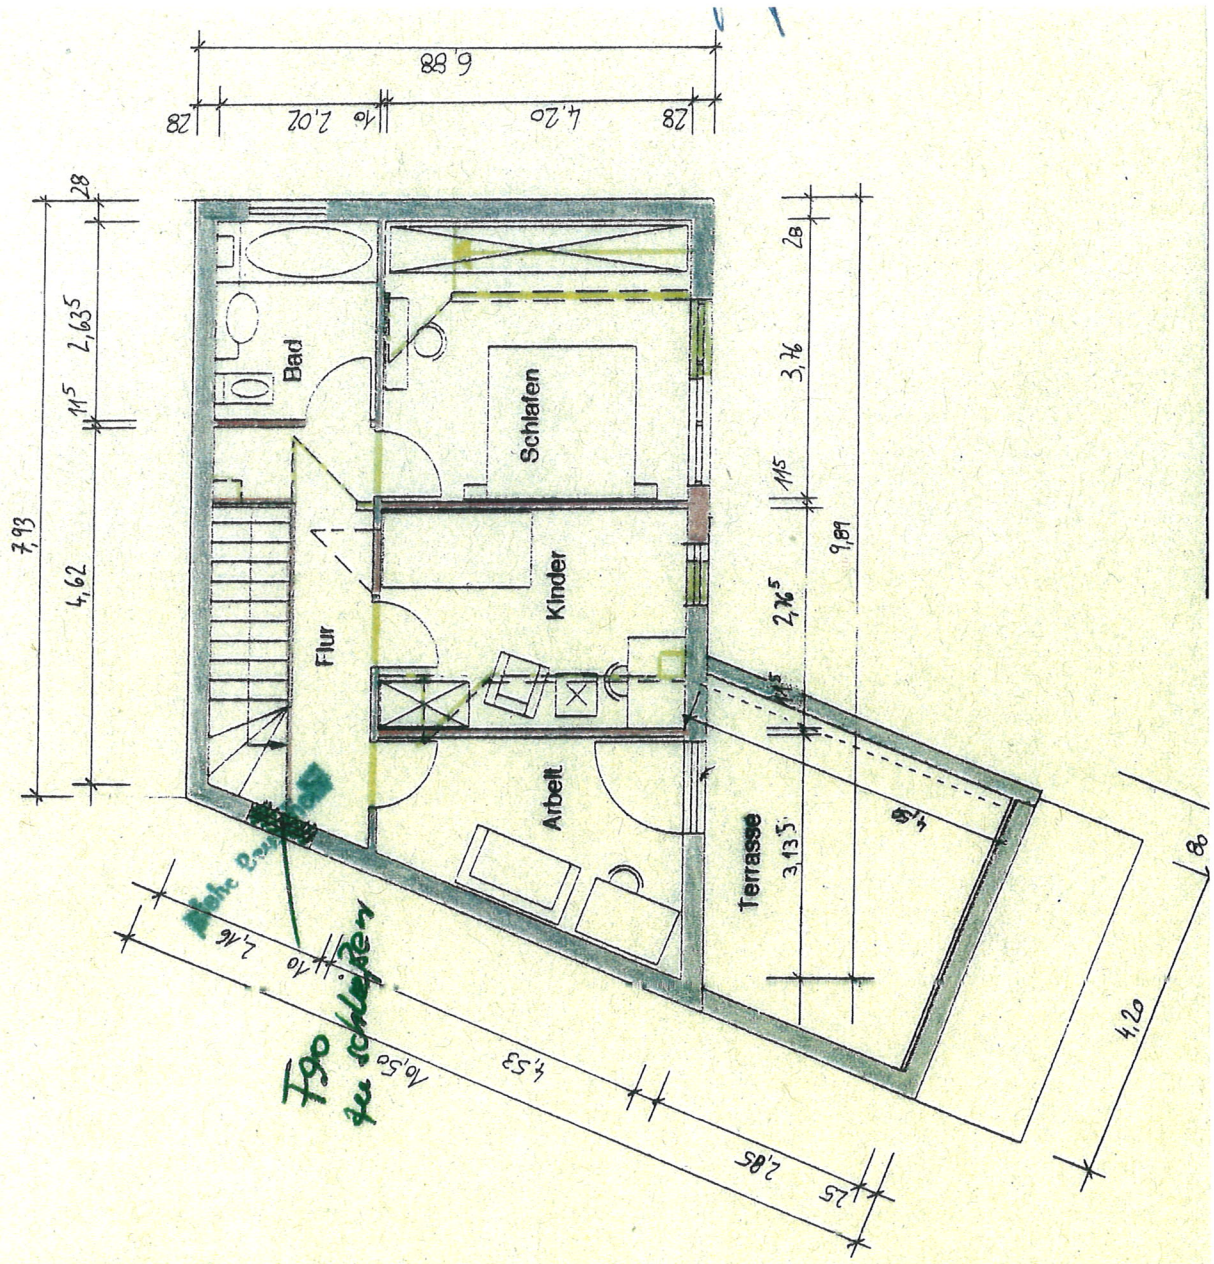 6,88
28
2,02
10
4,20
28
28
2,63⁵
11⁵
4,62
7,93
28
3,76
11⁵
2,76⁵
11⁵
3,13⁵
9,89
Bad
Schlafen
Kinder
Flur
Arbeit
Terrasse
Siehe
F90
zu schließen
2,16
10
4,53
10,50
2,85
25
4,20
80